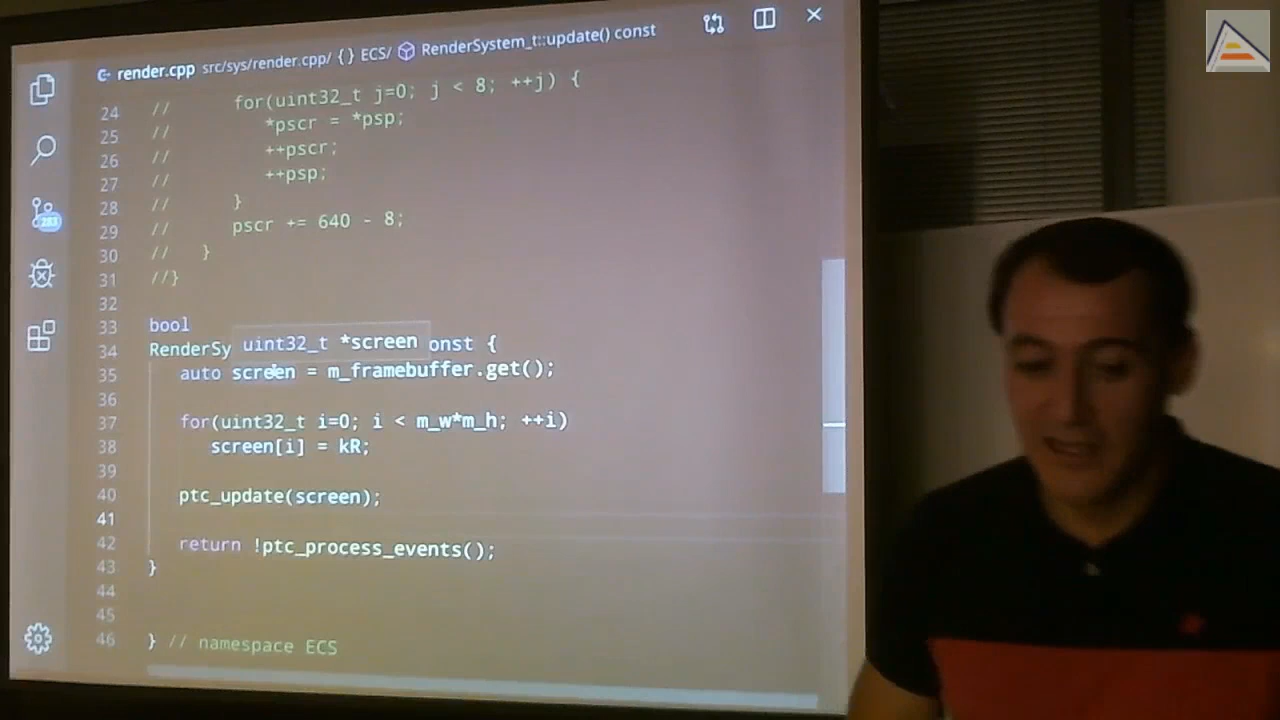 render.cpp src/sys/render.cpp/ {} ECS/ RenderSystem_t::update() const
24 // for(uint32_t j=0; j < 8; ++j) {
25 // *pscr = *psp;
26 // ++pscr;
27 // ++psp;
28 // }
29 // pscr += 640 - 8;
30 // }
31 //}
32
33 bool
uint32_t *screen
34 RenderSy onst {
35 auto screen = m_framebuffer.get();
36
37 for(uint32_t i=0; i < m_w*m_h; ++i)
38 screen[i] = kR;
39
40 ptc_update(screen);
41
42 return !ptc_process_events();
43 }
44
45
46 } // namespace ECS